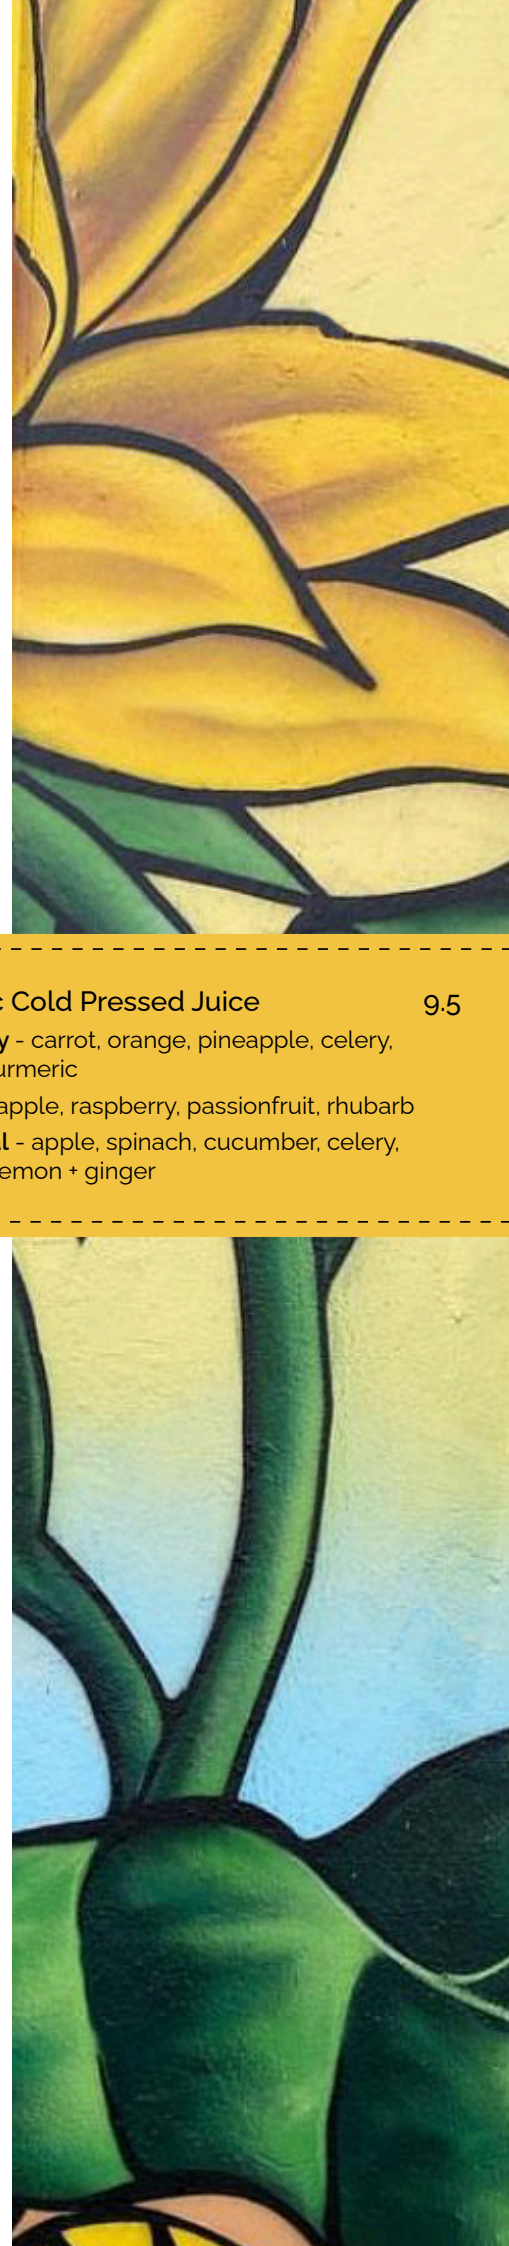 c Cold Pressed Juice 9.5
y - carrot, orange, pineapple, celery,
urmeric
apple, raspberry, passionfruit, rhubarb
l - apple, spinach, cucumber, celery,
emon + ginger